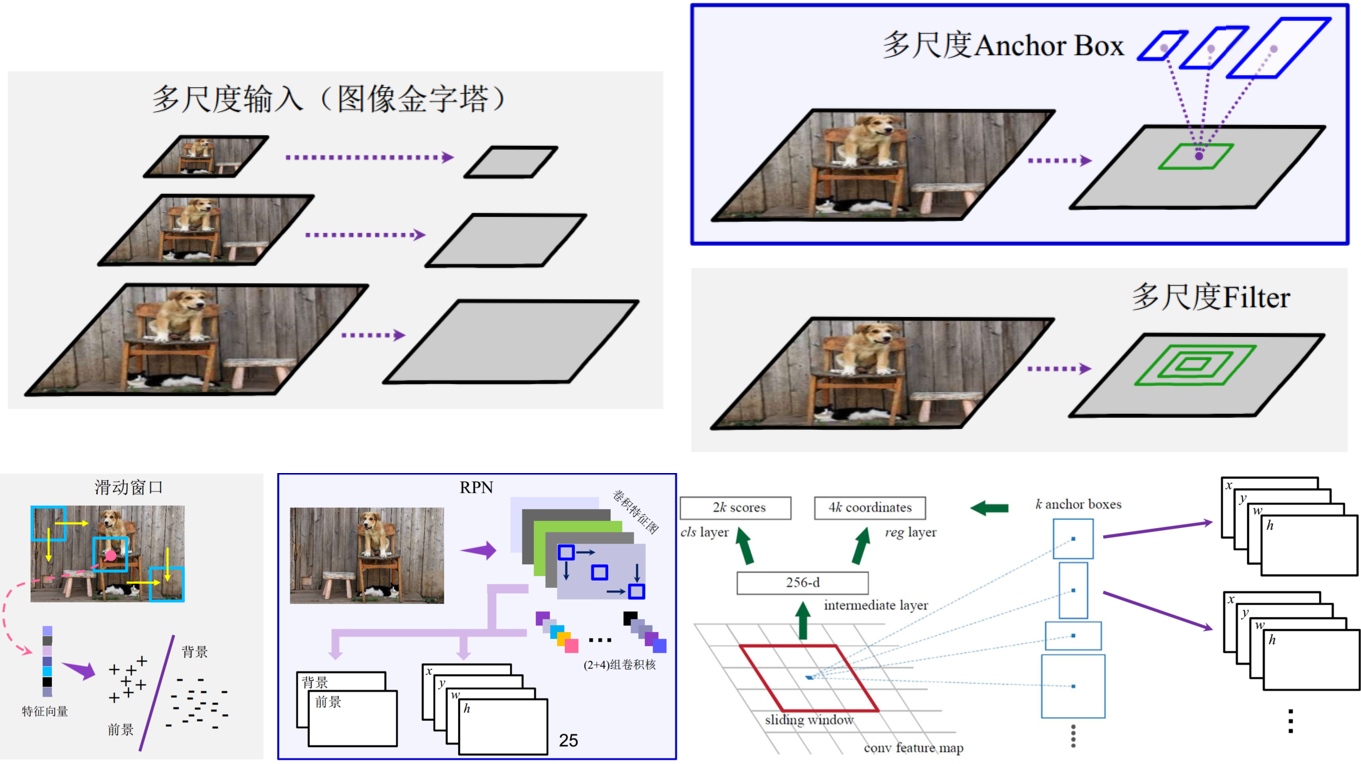 多尺度输入（图像金字塔）
多尺度Anchor Box
多尺度Filter
滑动窗口
特征向量
背景
前景
RPN
卷积特征图
(2+4)组卷积核
背景
前景
x
y
w
h
25
2k scores
4k coordinates
cls layer
reg layer
256-d
intermediate layer
sliding window
conv feature map
k anchor boxes
x
y
w
h
x
y
w
h